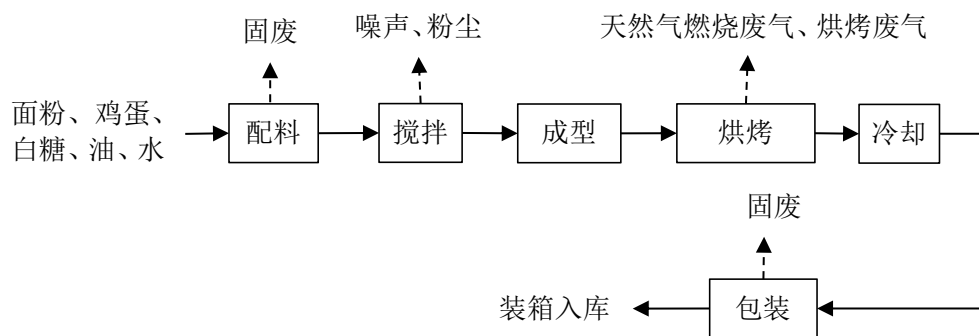 固废
噪声、粉尘
天然气燃烧废气、烘烤废气
面粉、鸡蛋、
白糖、油、水
配料
搅拌
成型
烘烤
冷却
固废
装箱入库
包装